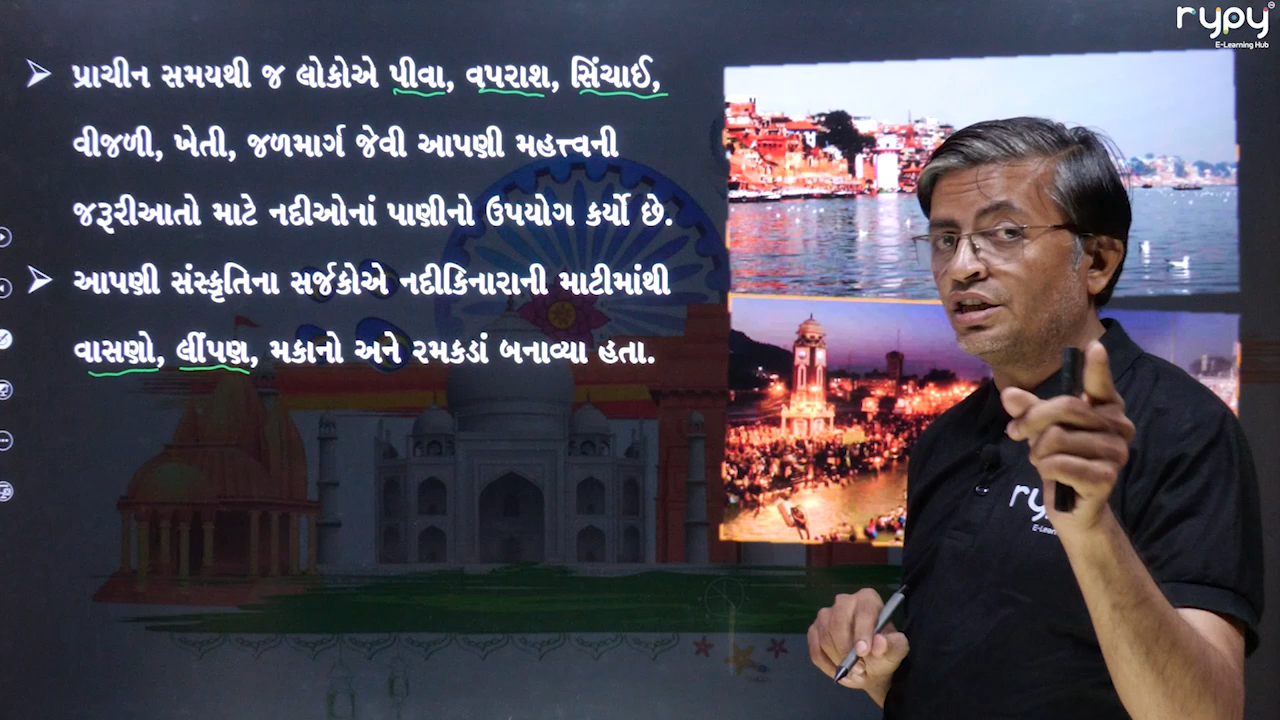 rypy
E-Learning Hub
પ્રાચીન સમયથી જ લોકોએ પીવા, વપરાશ, સિંચાઈ,
વીજળી, ખેતી, જળમાર્ગ જેવી આપણી મહત્ત્વની
જરૂરીઆતો માટે નદીઓનાં પાણીનો ઉપયોગ કર્યો છે.
આપણી સંસ્કૃતિના સર્જકોએ નદીકિનારાની માટીમાંથી
વાસણો, લીંપણ, મકાનો અને રમકડાં બનાવ્યા હતા.
rypy
E-Learning